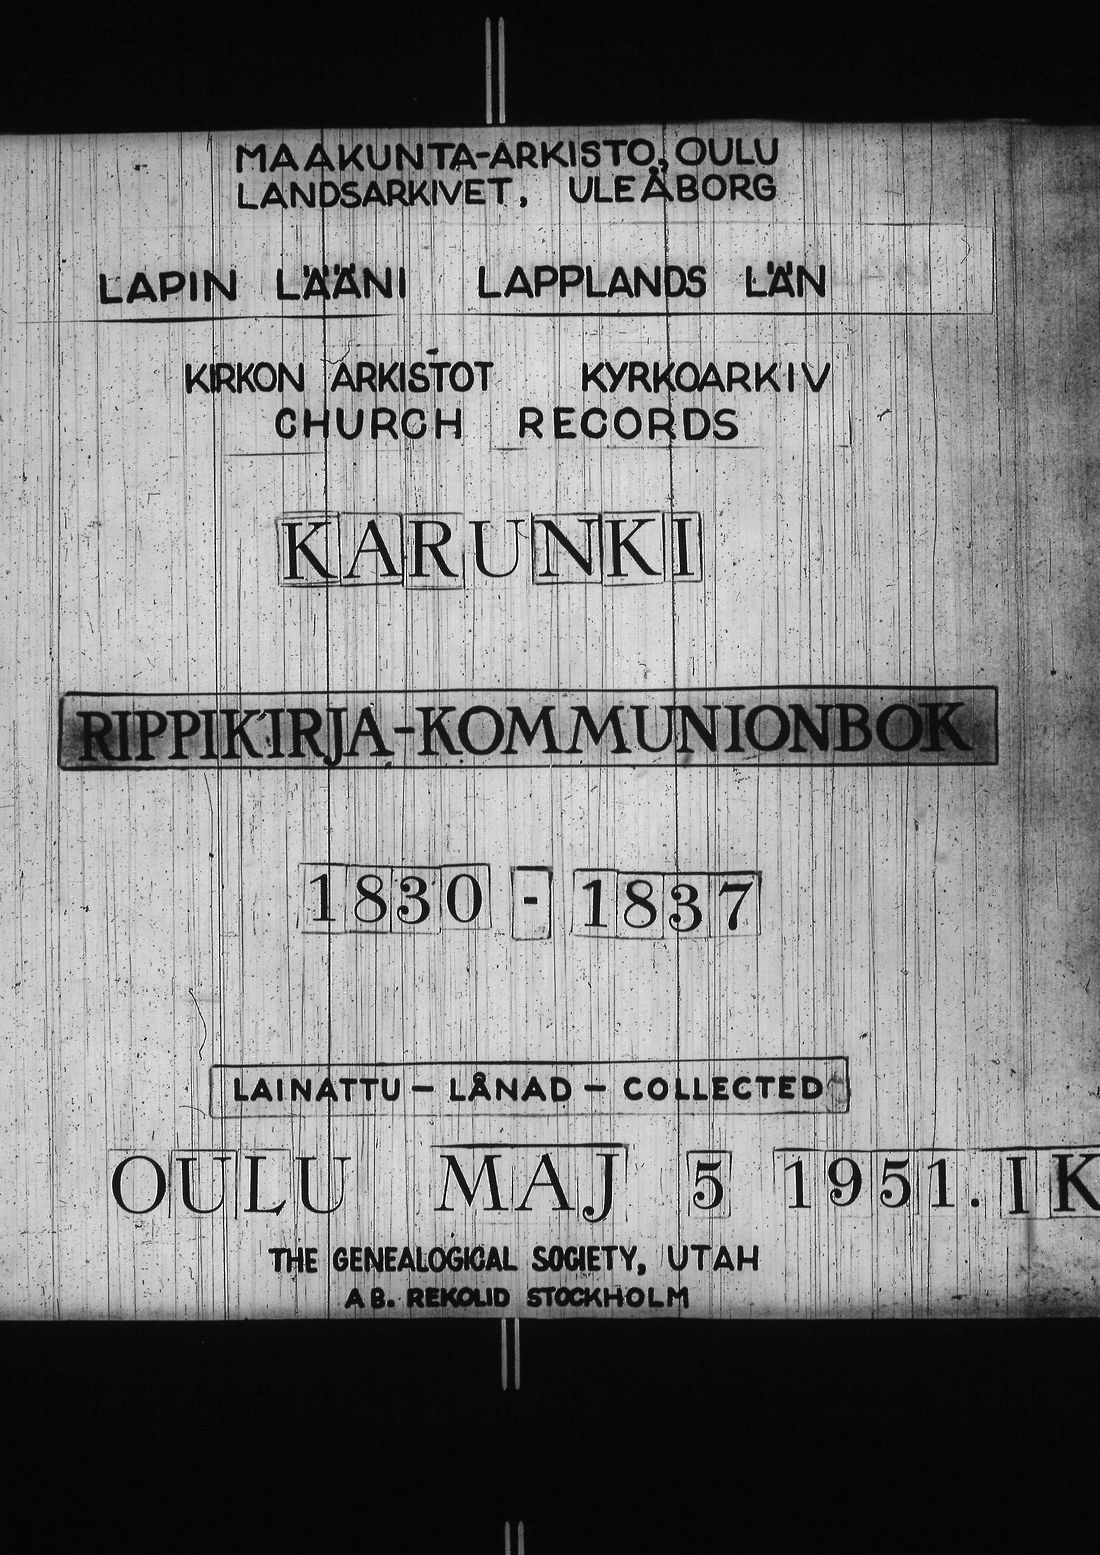 MAAKUNTA-ARKISTO, OULU
LANDSARKIVET, ULEÅBORG
LAPIN LÄÄNI LAPPLANDS LÄN
KIRKON ARKISTOT KYRKOARKIV
CHURCH RECORDS
KARUNKI
RIPPIKIRJA-KOMMUNIONBOK
1830 - 1837
LAINATTU - LÅNAD - COLLECTED
OULU MAJ 5 1951. IK
THE GENEALOGICAL SOCIETY, UTAH
AB. REKOLID STOCKHOLM